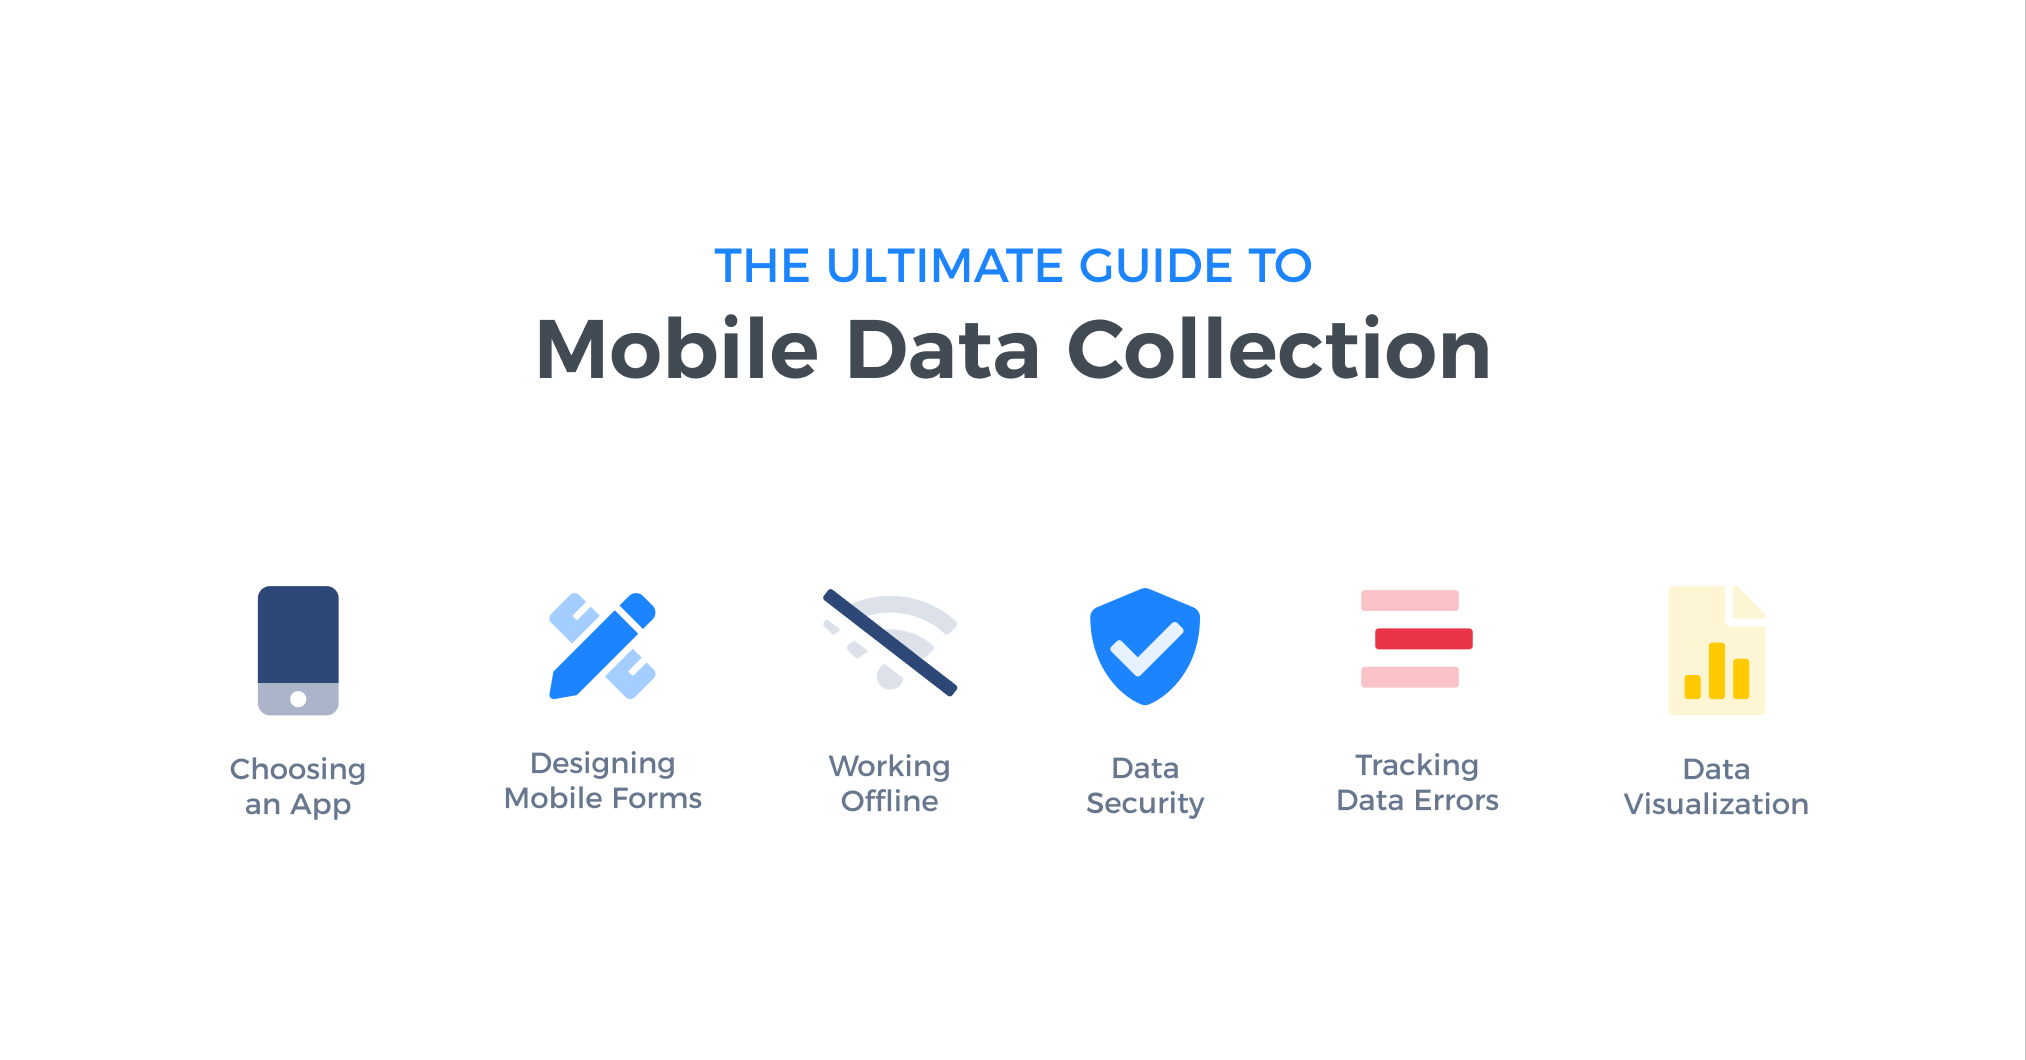 THE ULTIMATE GUIDE TO
Mobile Data Collection
Choosing
an App
Designing
Mobile Forms
Working
Offline
Data
Security
Tracking
Data Errors
Data
Visualization